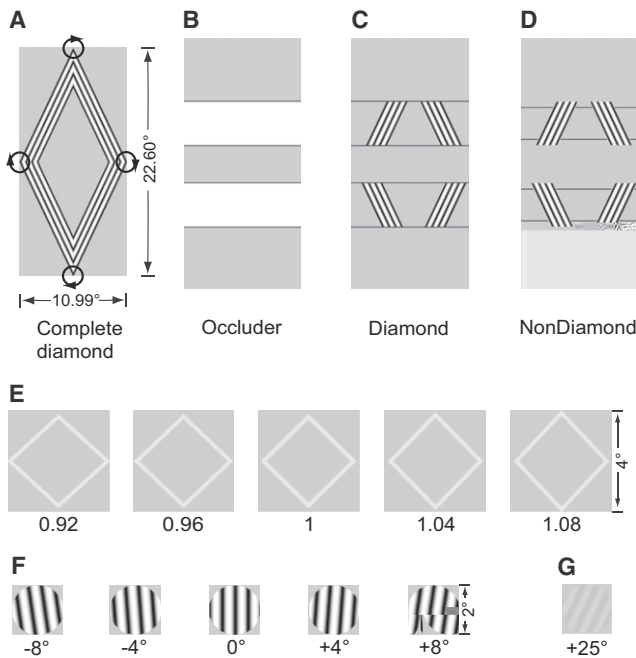 A B C D
22.60°
10.99°
Complete
diamond
Occluder
Diamond
NonDiamond
E
4°
0.92 0.96 1 1.04 1.08
F G
2°
-8° -4° 0° +4° +8° +25°